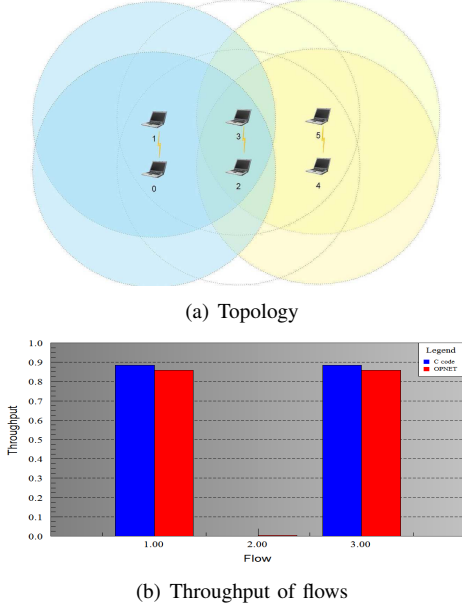 1
3
5
0
2
4
(a) Topology
1.0
0.9
0.8
0.7
0.6
0.5
0.4
0.3
0.2
0.1
0.0
Throughput
Legend
C code
OPNET
1.00 2.00 3.00
Flow
(b) Throughput of flows